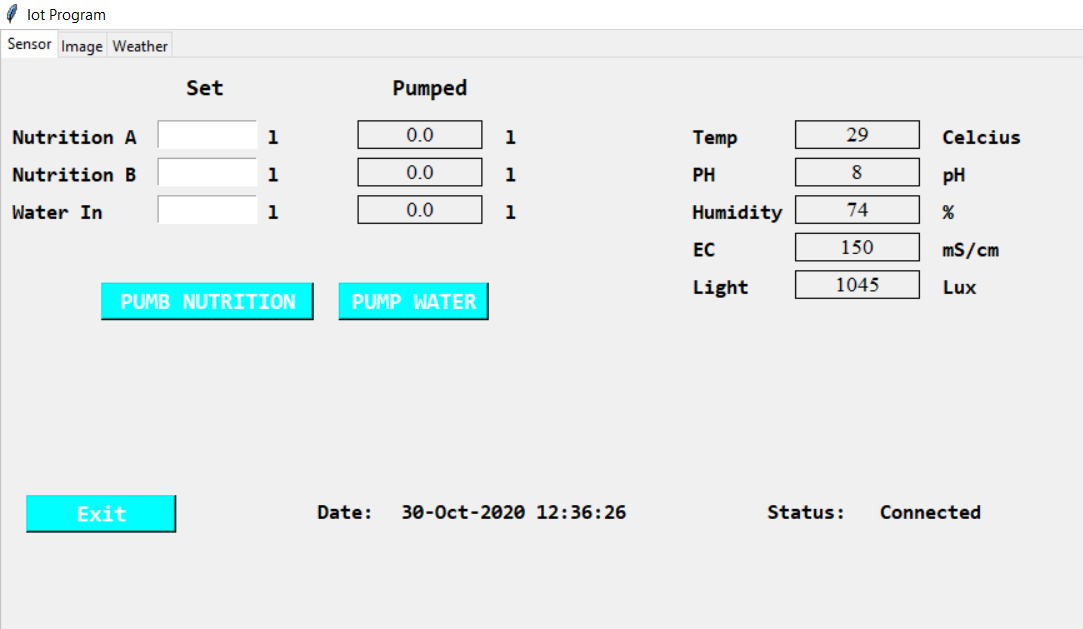 Iot Program
Sensor Image Weather
Set Pumped
Nutrition A l 0.0 l Temp 29 Celcius
Nutrition B l 0.0 l PH 8 pH
Water In l 0.0 l Humidity 74 %
EC 150 mS/cm
Light 1045 Lux
PUMB NUTRITION PUMP WATER
Exit Date: 30-Oct-2020 12:36:26 Status: Connected